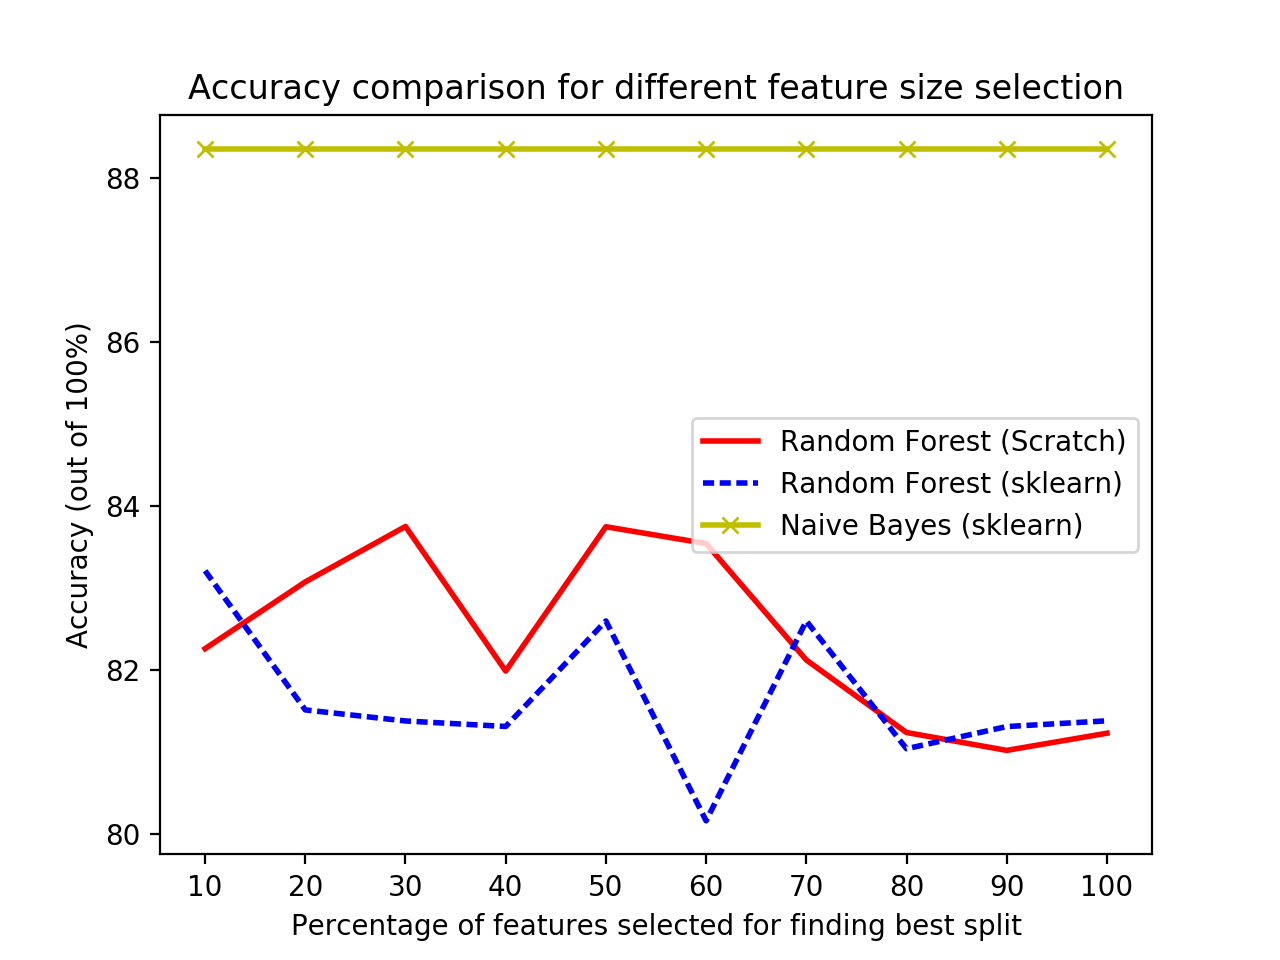 Accuracy comparison for different feature size selection
Accuracy (out of 100%)
88
86
84
82
80
Random Forest (Scratch)
Random Forest (sklearn)
Naive Bayes (sklearn)
10 20 30 40 50 60 70 80 90 100
Percentage of features selected for finding best split